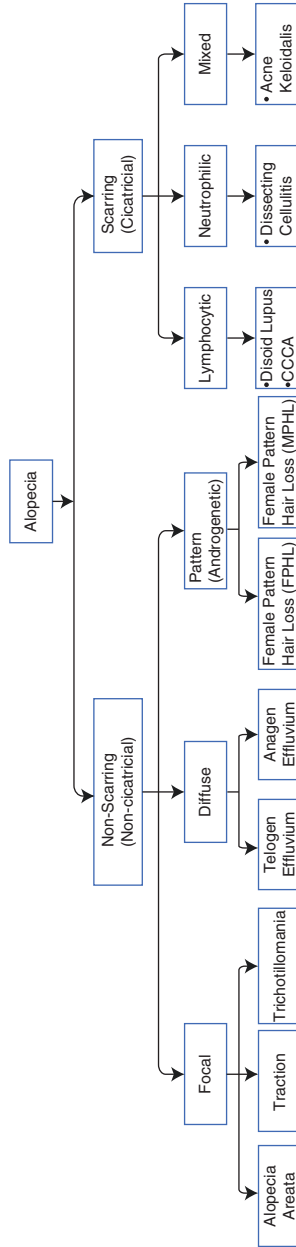 Alopecia
Non-Scarring
(Non-cicatricial)
Scarring
(Cicatricial)
Focal
Diffuse
Pattern
(Androgenetic)
Lymphocytic
Neutrophilic
Mixed
Alopecia
Areata
Traction
Trichotillomania
Telogen
Effluvium
Anagen
Effluvium
Female Pattern
Hair Loss (FPHL)
Female Pattern
Hair Loss (MPHL)
•Disoid Lupus
•CCCA
• Dissecting
Cellulitis
• Acne
Keloidalis